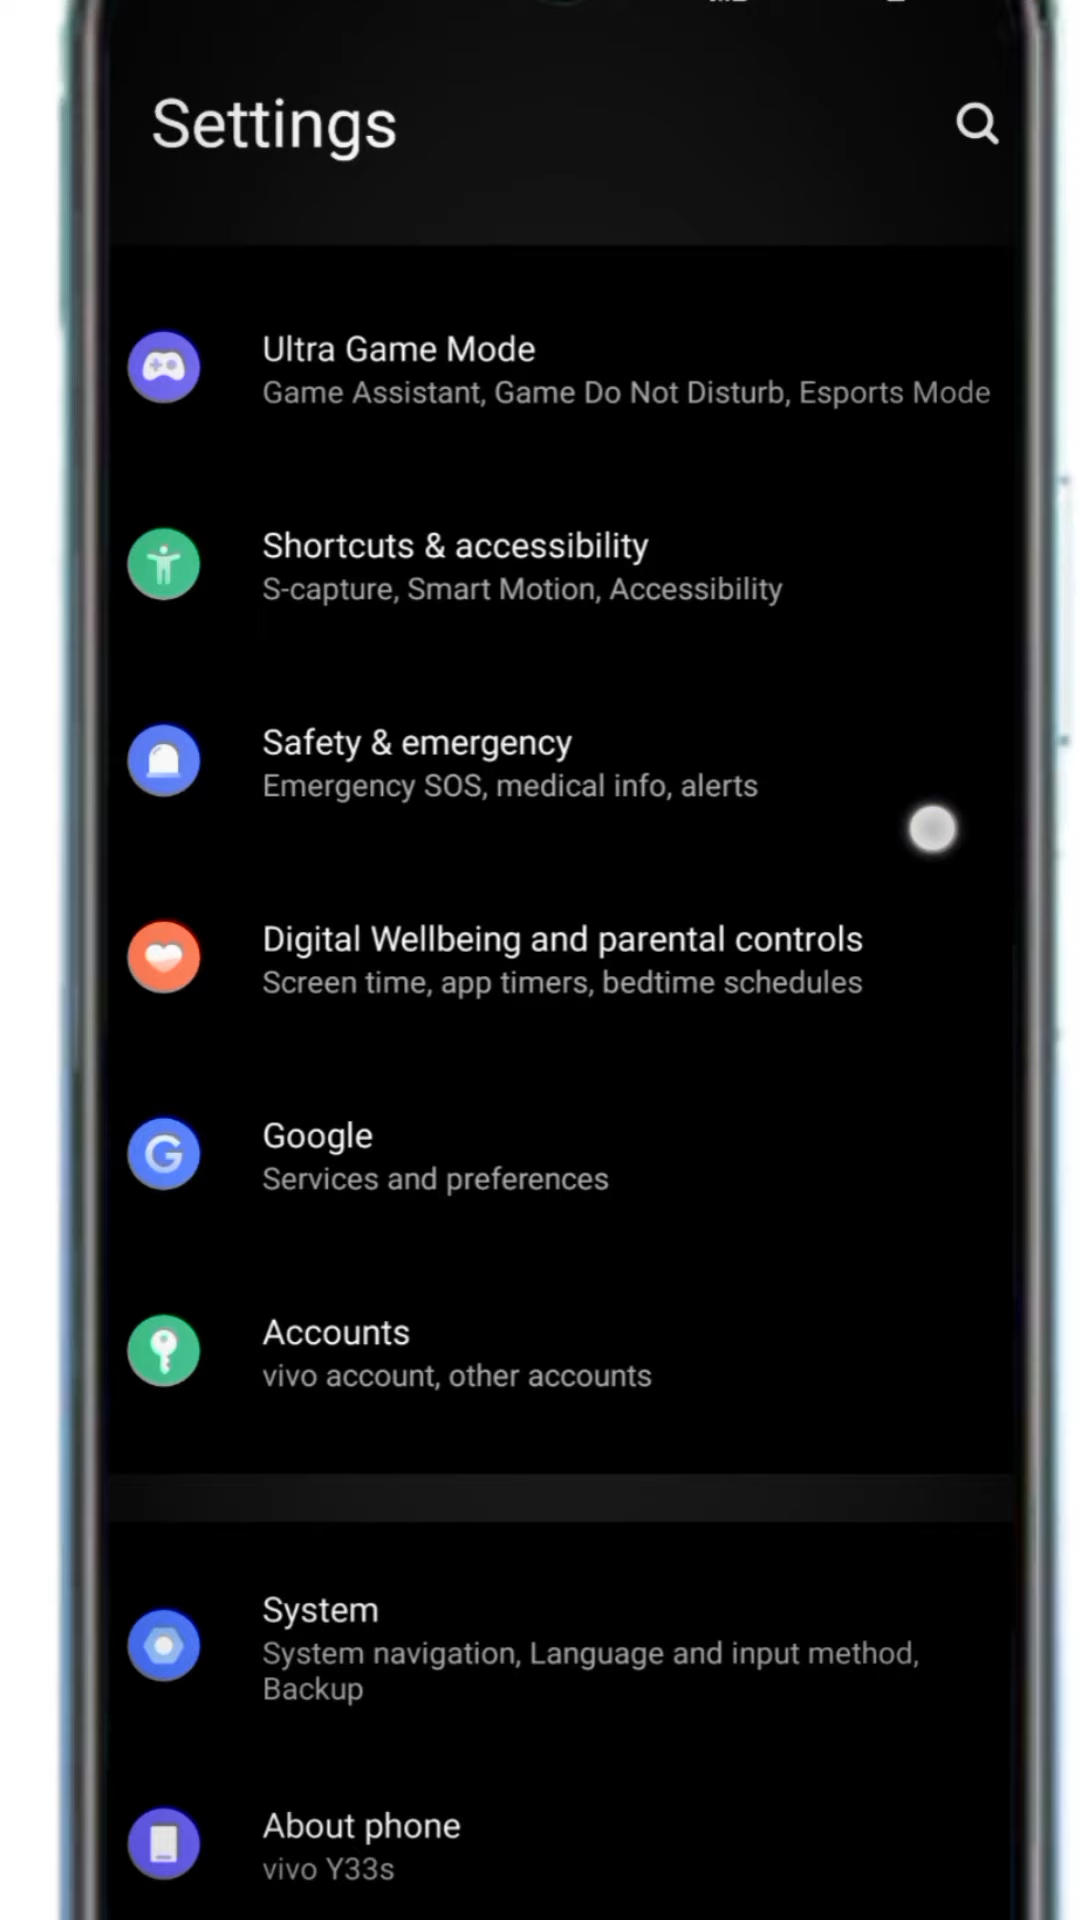 Settings
Ultra Game Mode
Game Assistant, Game Do Not Disturb, Esports Mode
Shortcuts & accessibility
S-capture, Smart Motion, Accessibility
Safety & emergency
Emergency SOS, medical info, alerts
Digital Wellbeing and parental controls
Screen time, app timers, bedtime schedules
Google
Services and preferences
Accounts
vivo account, other accounts
System
System navigation, Language and input method,
Backup
About phone
vivo Y33s